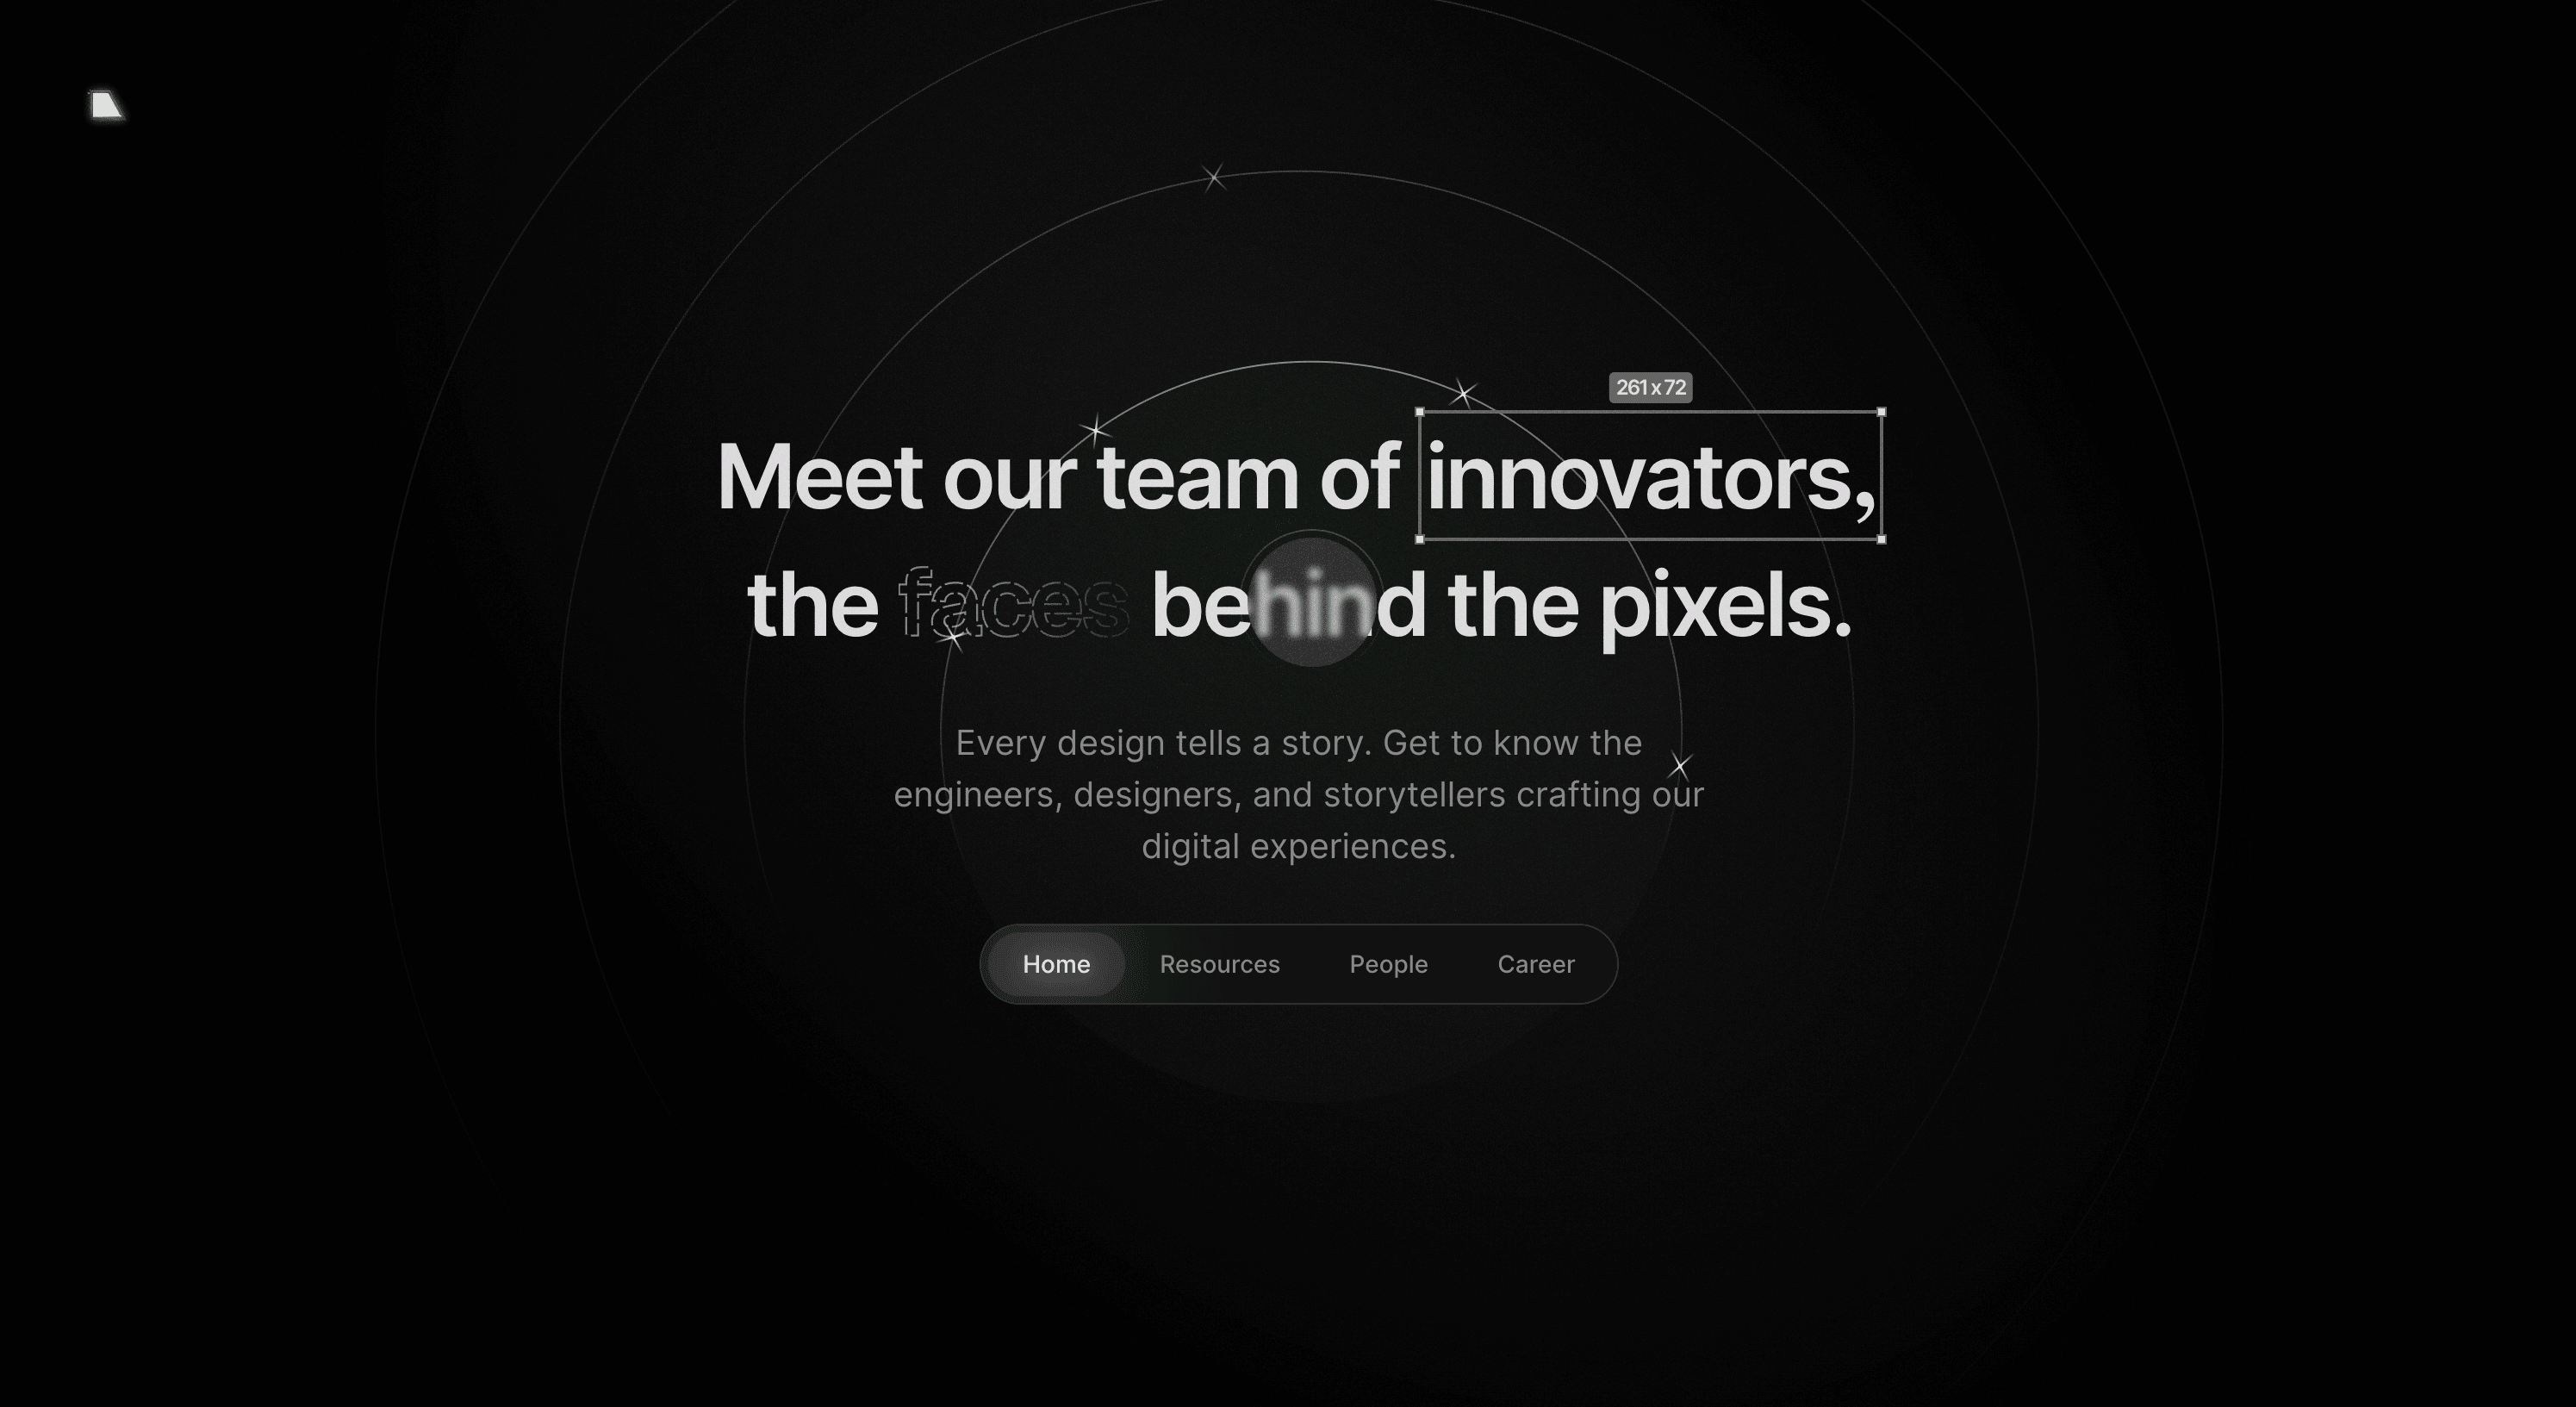 261 x 72
Meet our team of innovators,
the faces behind the pixels.
Every design tells a story. Get to know the
engineers, designers, and storytellers crafting our
digital experiences.
Home Resources People Career